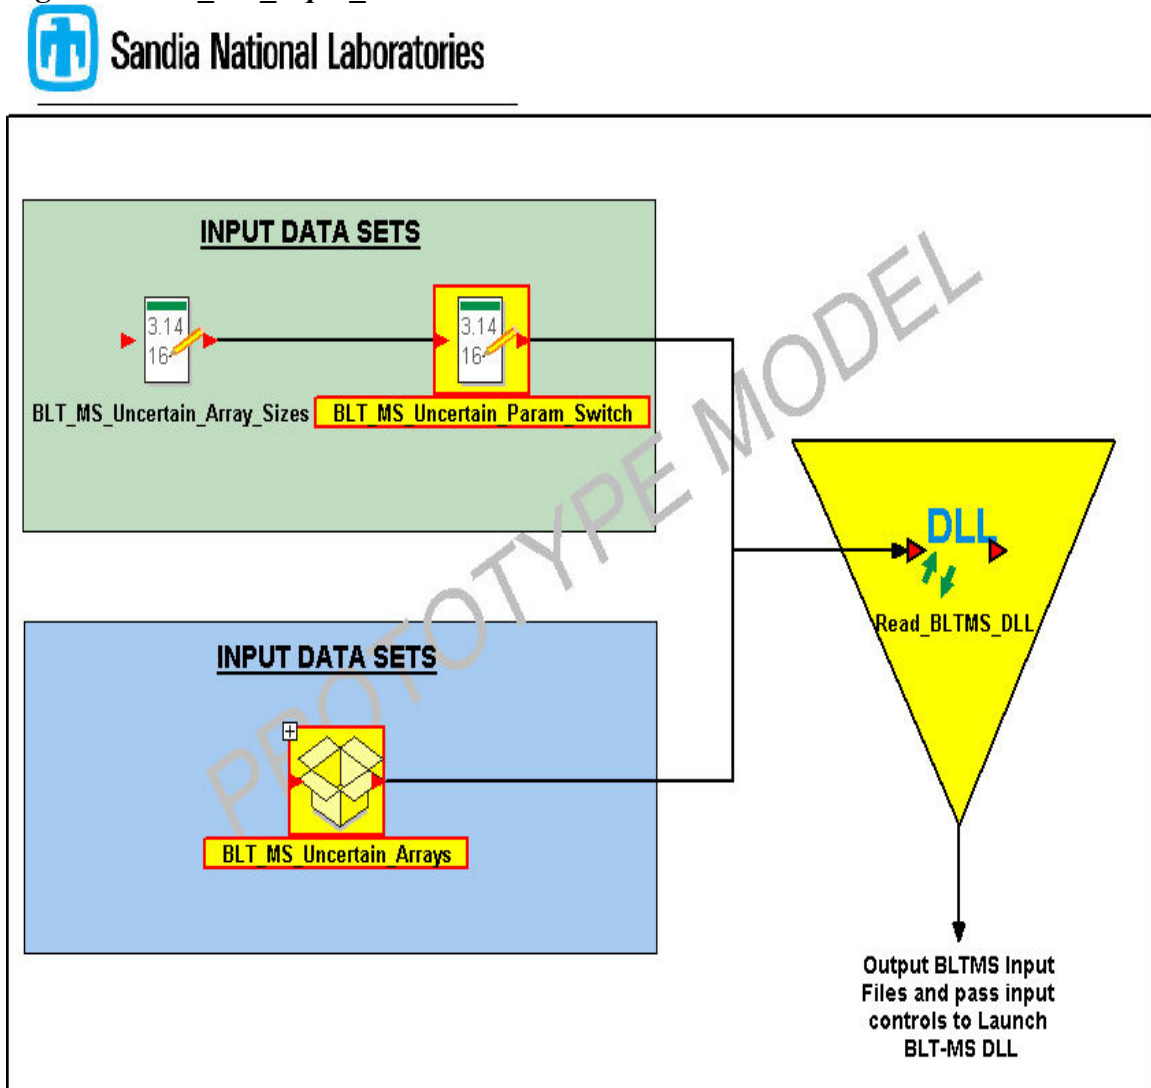 Sandia National Laboratories
INPUT DATA SETS
3.14
16
3.14
16
BLT_MS_Uncertain_Array_Sizes
BLT_MS_Uncertain_Param_Switch
PROTOTYPE MODEL
DLL
Read_BLTMS_DLL
INPUT DATA SETS
BLT_MS_Uncertain_Arrays
Output BLTMS Input
Files and pass input
controls to Launch
BLT-MS DLL